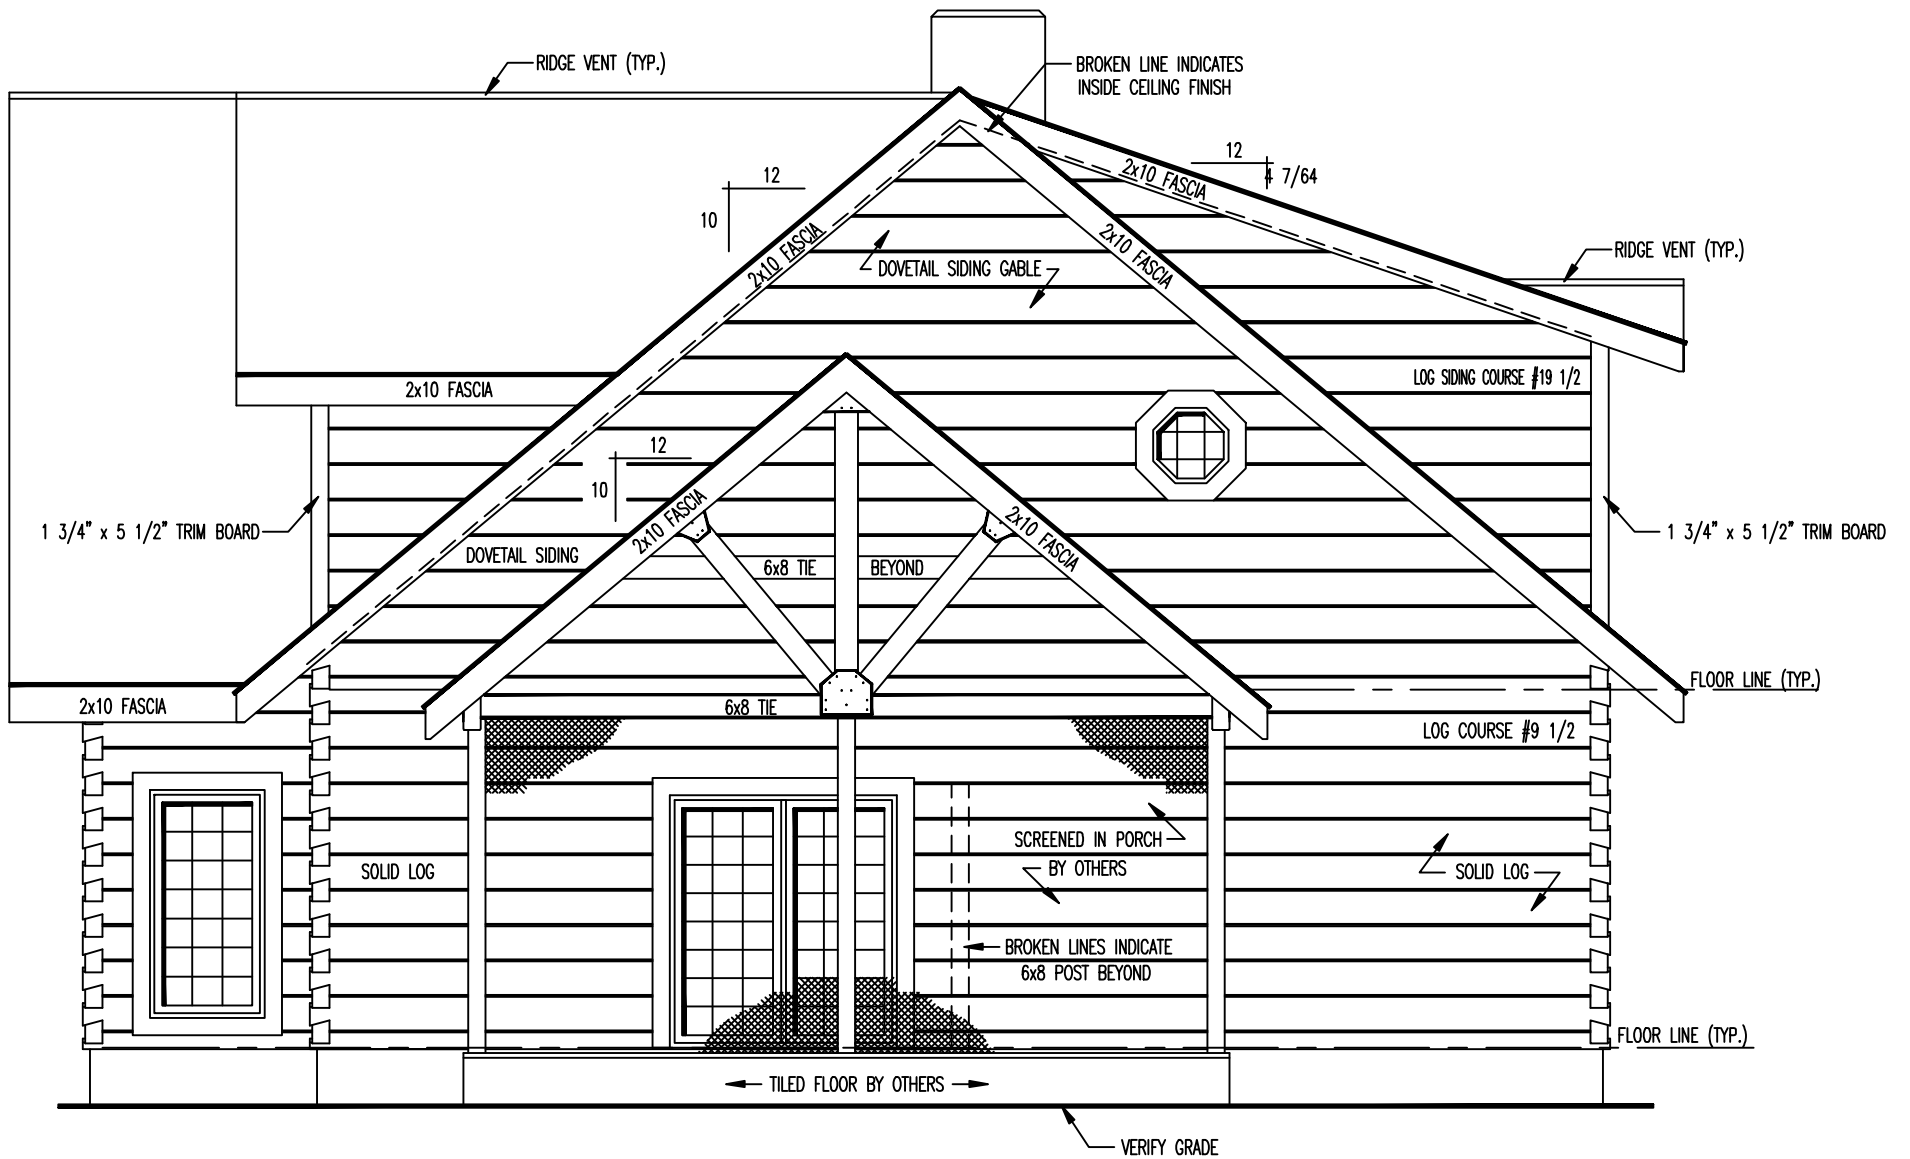 RIDGE VENT (TYP.)
BROKEN LINE INDICATES
INSIDE CEILING FINISH
12
4 7/64
2x10 FASCIA
12
10
2x10 FASCIA
2x10 FASCIA
RIDGE VENT (TYP.)
DOVETAIL SIDING GABLE
2x10 FASCIA
LOG SIDING COURSE #19 1/2
12
10
1 3/4" x 5 1/2" TRIM BOARD
2x10 FASCIA
2x10 FASCIA
1 3/4" x 5 1/2" TRIM BOARD
DOVETAIL SIDING
6x8 TIE
BEYOND
FLOOR LINE (TYP.)
2x10 FASCIA
6x8 TIE
LOG COURSE #9 1/2
SCREENED IN PORCH
BY OTHERS
SOLID LOG
SOLID LOG
BROKEN LINES INDICATE
6x8 POST BEYOND
FLOOR LINE (TYP.)
TILED FLOOR BY OTHERS
VERIFY GRADE